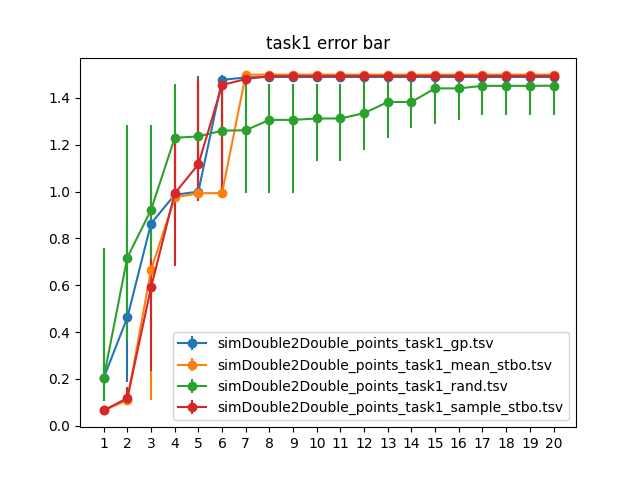 task1 error bar
1.4
1.2
1.0
0.8
0.6
0.4
0.2
0.0
simDouble2Double_points_task1_gp.tsv
simDouble2Double_points_task1_mean_stbo.tsv
simDouble2Double_points_task1_rand.tsv
simDouble2Double_points_task1_sample_stbo.tsv
1 2 3 4 5 6 7 8 9 10 11 12 13 14 15 16 17 18 19 20